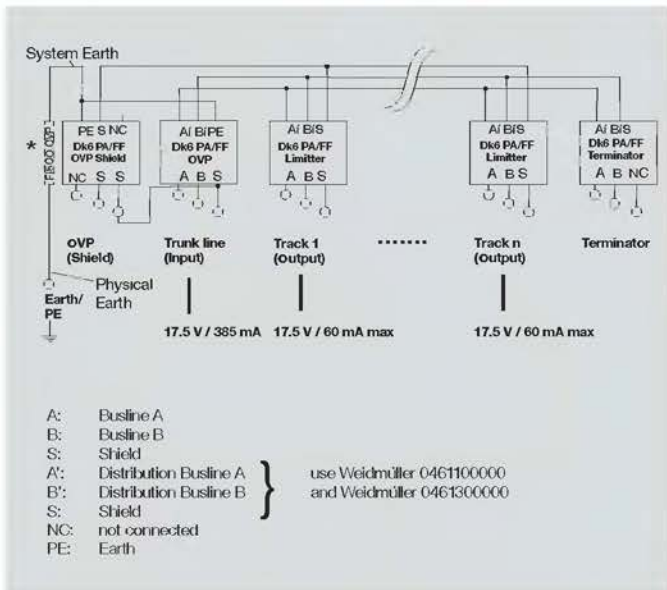 System Earth
*
PE S NC
Dk6 PA/FF
OVP Shield
NC S S
A' B' PE
Dk6 PA/FF
OVP
A B S
A' B' S
Dk6 PA/FF
Limitter
A B S
A' B' S
Dk6 PA/FF
Limitter
A B S
A' B' S
Dk6 PA/FF
Terminator
A B NC
OVP
(Shield)
Trunk line
(Input)
Track 1
(Output)
........
Track n
(Output)
Terminator
Physical
Earth
Earth/
PE
17.5 V / 385 mA
17.5 V / 60 mA max
17.5 V / 60 mA max
A: Busline A
B: Busline B
S: Shield
A': Distribution Busline A
B': Distribution Busline B
S: Shield
NC: not connected
PE: Earth
use Weidmüller 0461100000
and Weidmüller 0461300000